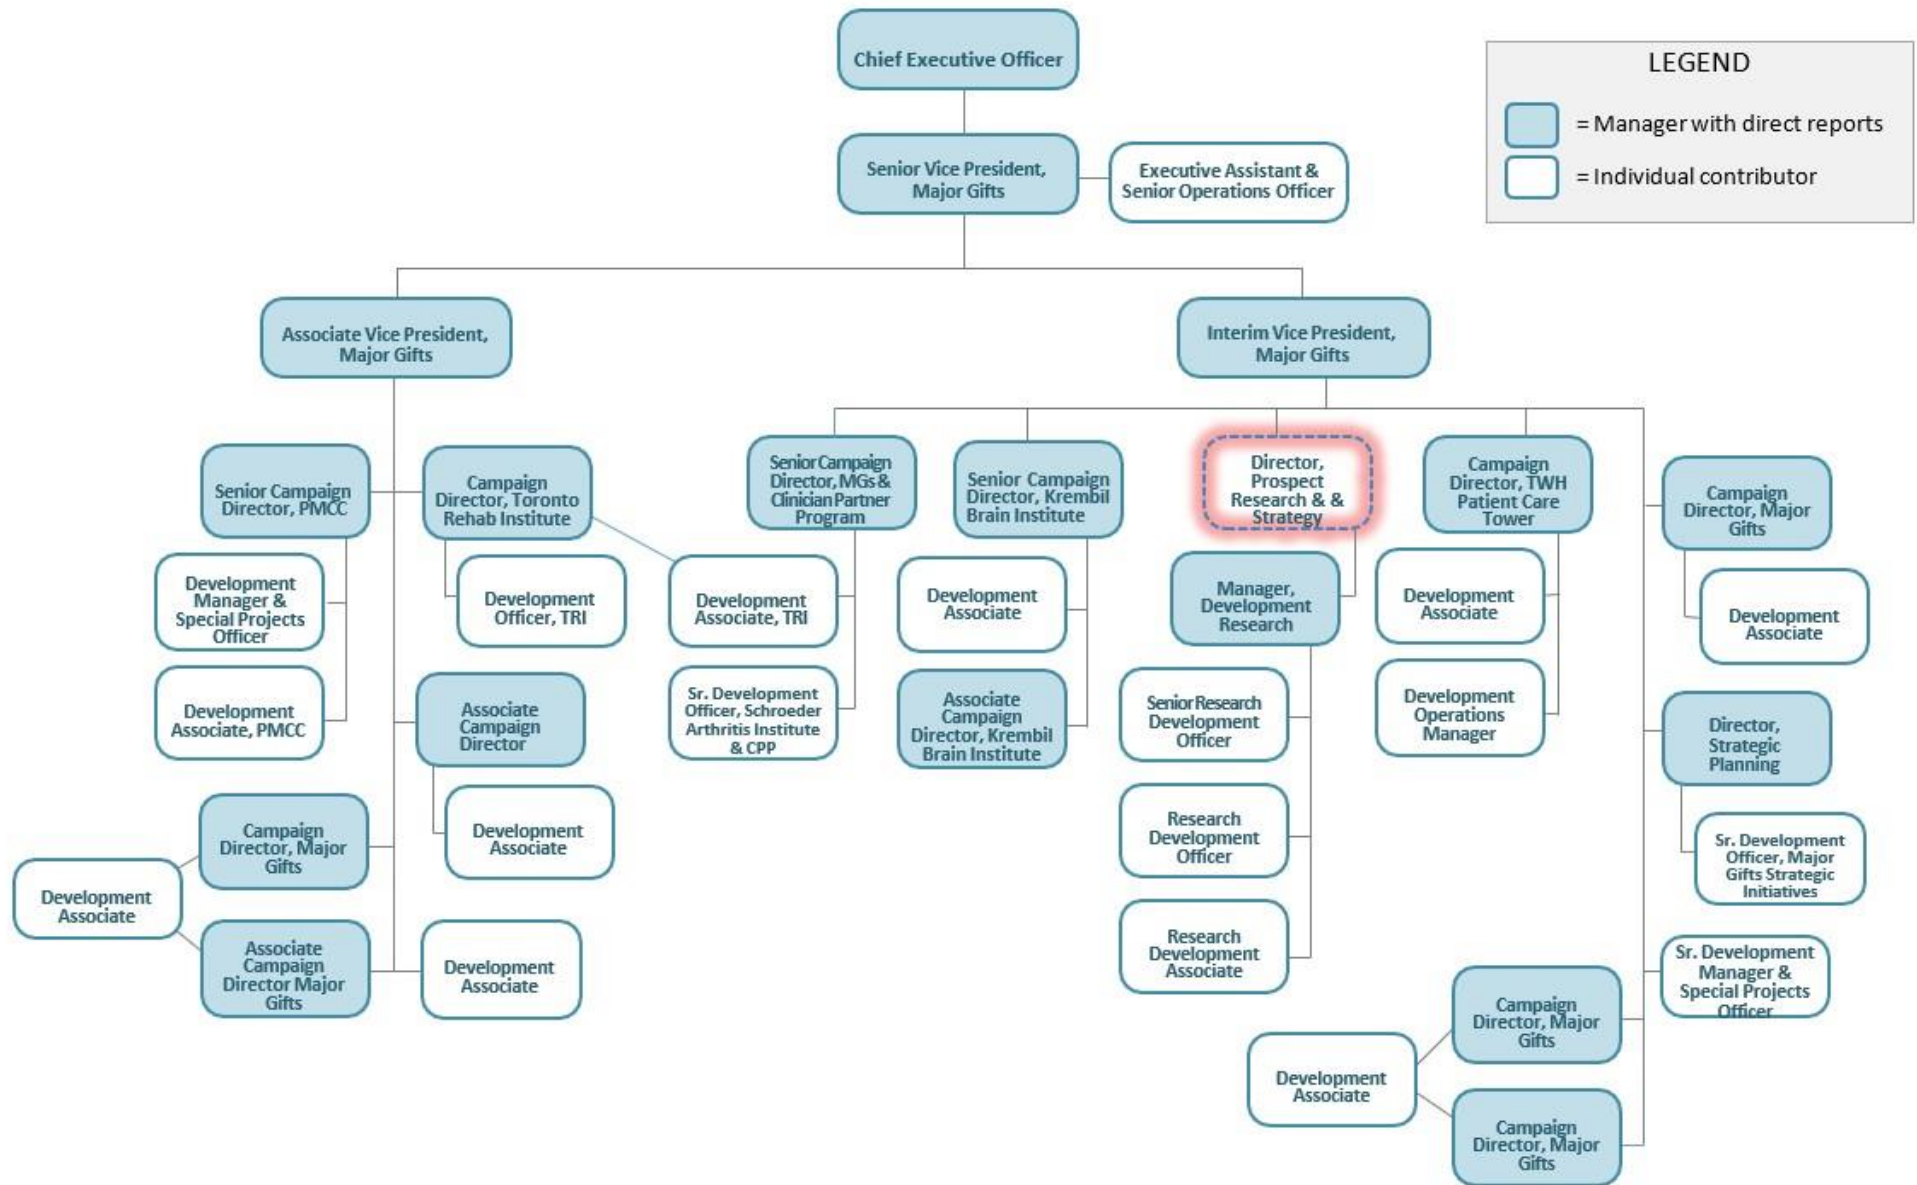 Chief Executive Officer
LEGEND
= Manager with direct reports
= Individual contributor
Senior Vice President,
Major Gifts
Executive Assistant &
Senior Operations Officer
Associate Vice President,
Major Gifts
Interim Vice President,
Major Gifts
Senior Campaign
Director, PMCC
Campaign
Director, Toronto
Rehab Institute
Senior Campaign
Director, MGs &
Clinician Partner
Program
Senior Campaign
Director, Krembil
Brain Institute
Director,
Prospect
Research & &
Strategy
Campaign
Director, TWH
Patient Care
Tower
Campaign
Director, Major
Gifts
Development
Manager &
Special Projects
Officer
Development
Officer, TRI
Development
Associate, TRI
Development
Associate
Manager,
Development
Research
Development
Associate
Development
Associate
Development
Associate, PMCC
Associate
Campaign
Director
Sr. Development
Officer, Schroeder
Arthritis Institute
& CPP
Associate
Campaign
Director, Krembil
Brain Institute
Senior Research
Development
Officer
Development
Operations
Manager
Director,
Strategic
Planning
Campaign
Director, Major
Gifts
Development
Associate
Research
Development
Officer
Sr. Development
Officer, Major
Gifts Strategic
Initiatives
Development
Associate
Associate
Campaign
Director Major
Gifts
Development
Associate
Research
Development
Associate
Sr. Development
Manager &
Special Projects
Officer
Campaign
Director, Major
Gifts
Development
Associate
Campaign
Director, Major
Gifts